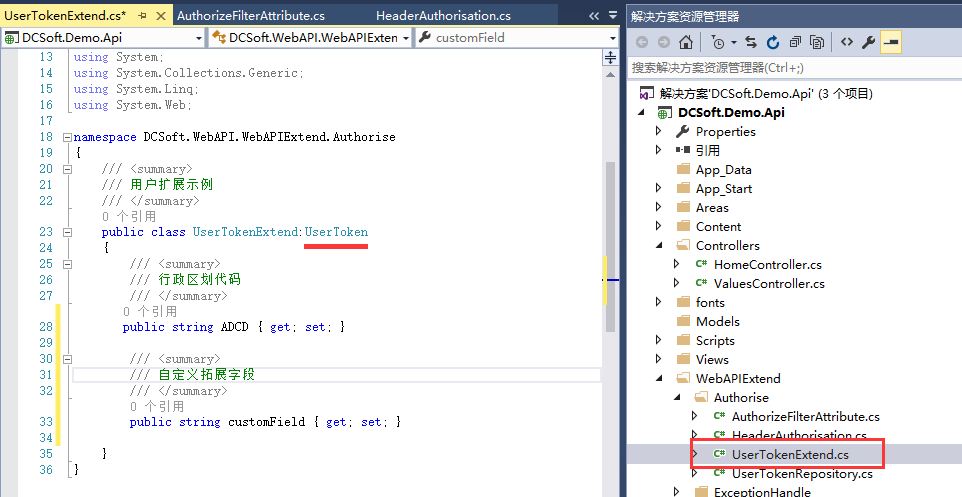 UserTokenExtend.cs*
AuthorizeFilterAttribute.cs
HeaderAuthorisation.cs
DCSoft.Demo.Api
DCSoft.WebAPI.WebAPIExten
customField
13 using System;
14 using System.Collections.Generic;
15 using System.Linq;
16 using System.Web;
17
18 namespace DCSoft.WebAPI.WebAPIExtend.Authorise
19 {
20 /// <summary>
21 /// 用户扩展示例
22 /// </summary>
0 个引用
23 public class UserTokenExtend:UserToken
24 {
25 /// <summary>
26 /// 行政区划代码
27 /// </summary>
0 个引用
28 public string ADCD { get; set; }
29
30 /// <summary>
31 /// 自定义拓展字段
32 /// </summary>
0 个引用
33 public string customField { get; set; }
34
35 }
36 }
解决方案资源管理器
搜索解决方案资源管理器(Ctrl+;)
解决方案'DCSoft.Demo.Api' (3 个项目)
DCSoft.Demo.Api
Properties
引用
App_Data
App_Start
Areas
Content
Controllers
C# HomeController.cs
C# ValuesController.cs
fonts
Models
Scripts
Views
WebAPIExtend
Authorise
C# AuthorizeFilterAttribute.cs
C# HeaderAuthorisation.cs
C# UserTokenExtend.cs
C# UserTokenRepository.cs
ExceptionHandle